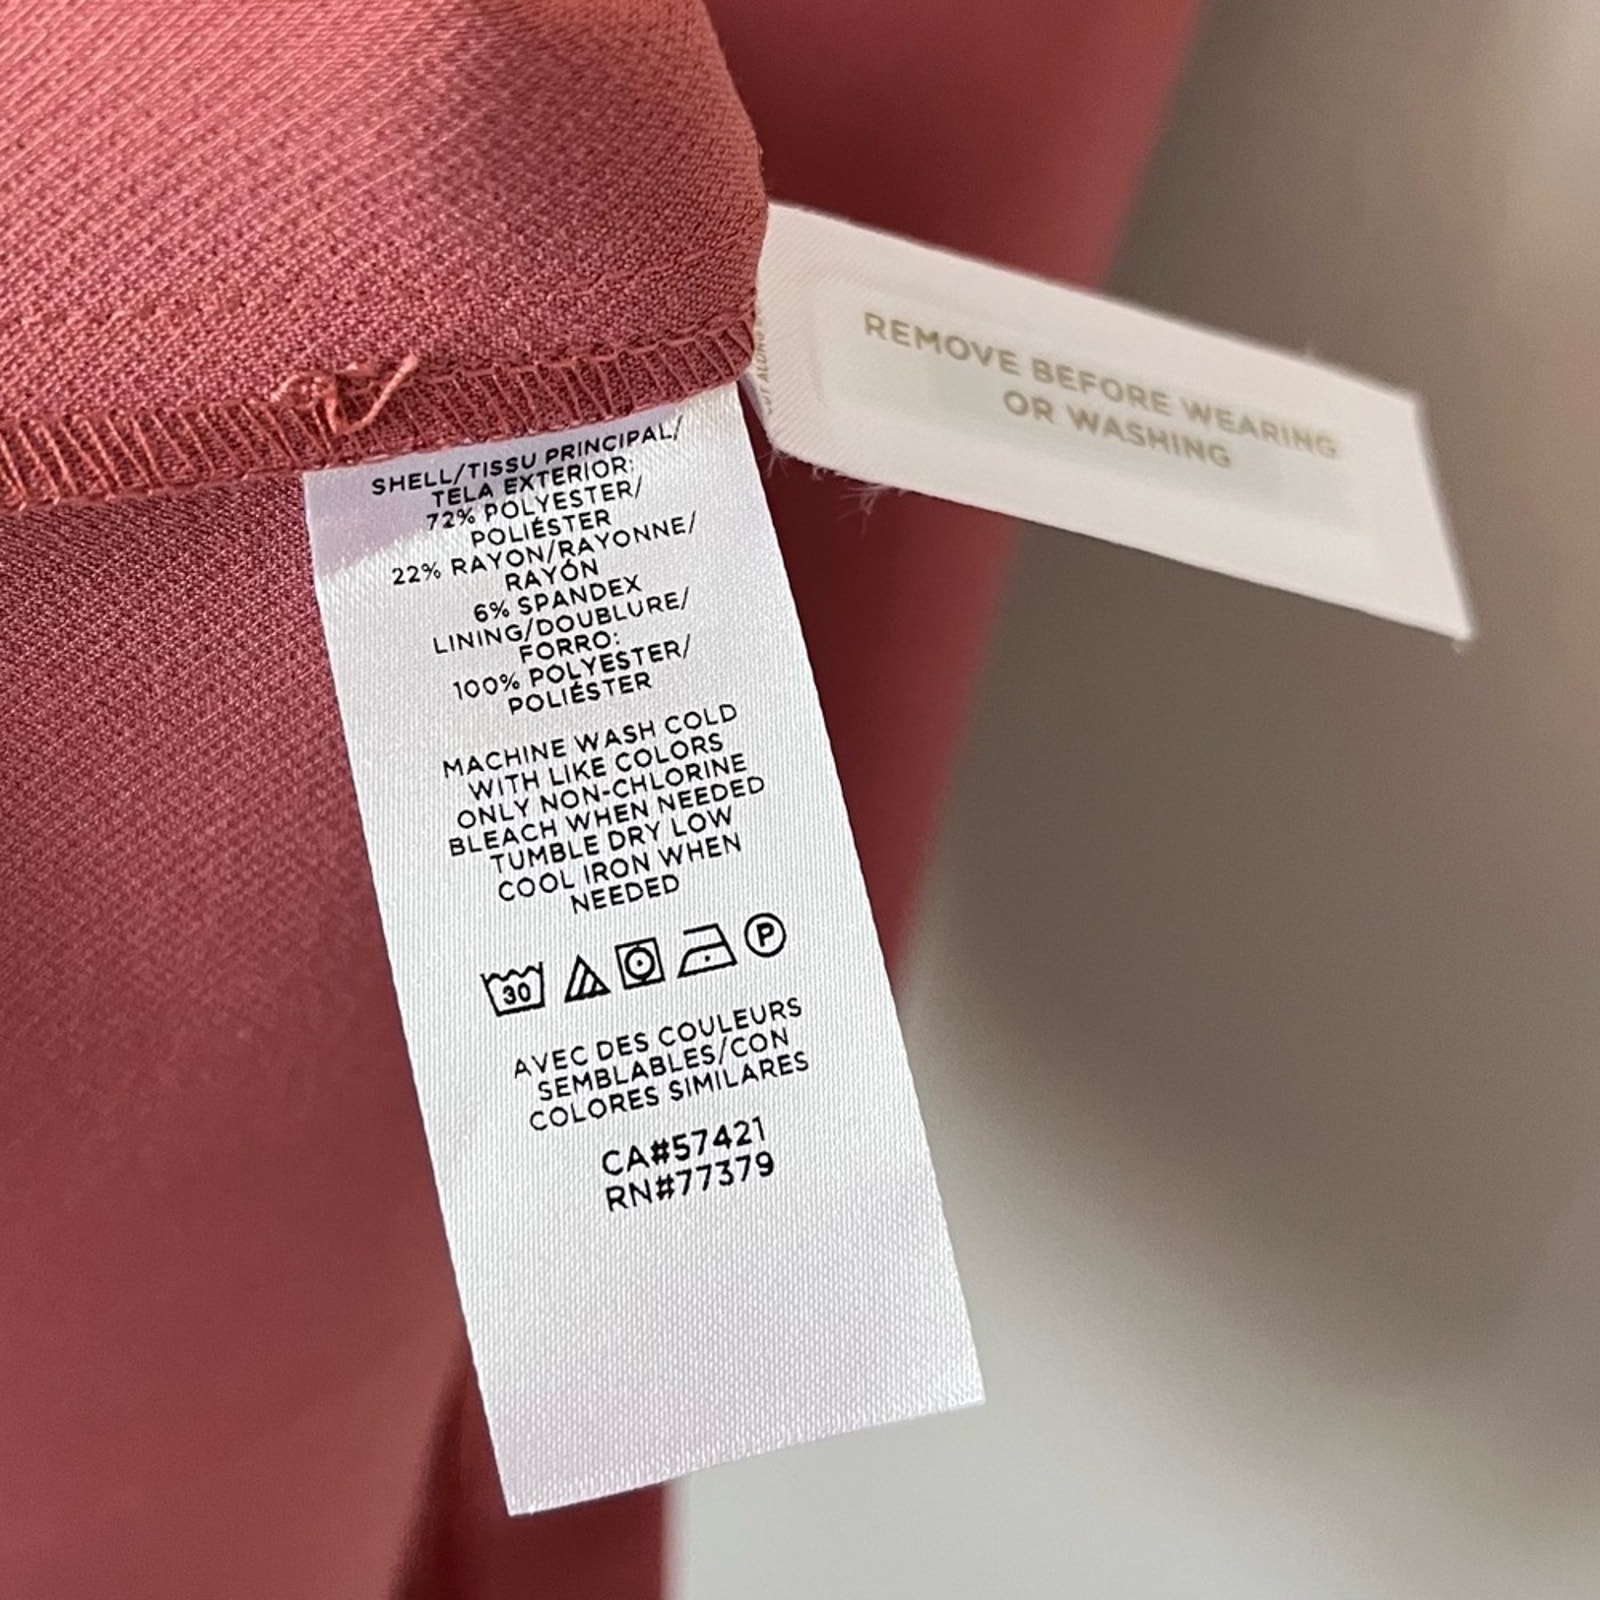 SHELL/TISSU PRINCIPAL/
TELA EXTERIOR:
72% POLYESTER/
POLIÉSTER
22% RAYON/RAYONNE/
RAYÓN
6% SPANDEX
LINING/DOUBLURE/
FORRO:
100% POLYESTER/
POLIÉSTER
MACHINE WASH COLD
WITH LIKE COLORS
ONLY NON-CHLORINE
BLEACH WHEN NEEDED
TUMBLE DRY LOW
COOL IRON WHEN
NEEDED
30
P
AVEC DES COULEURS
SEMBLABLES/CON
COLORES SIMILARES
CA#57421
RN#77379
REMOVE BEFORE WEARING
OR WASHING
ALONG